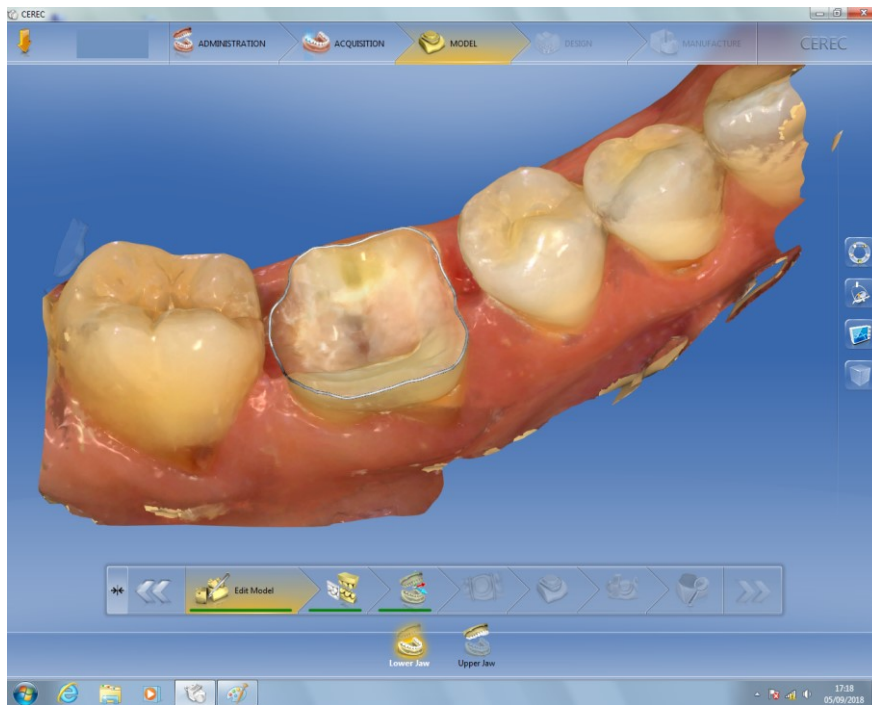 CEREC
ADMINISTRATION
ACQUISITION
MODEL
DESIGN
MANUFACTURE
CEREC
Edit Model
Lower Jaw
Upper Jaw
17:18
05/09/2018